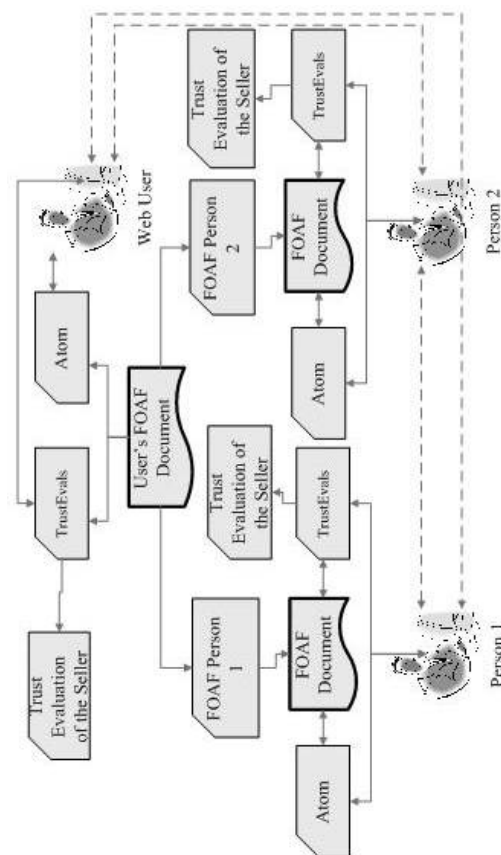 Trust
Evaluation
of the Seller
TrustEvals
Atom
Web User
User's FOAF
Document
FOAF Person
1
FOAF Person
2
Trust
Evaluation of
the Seller
Trust
Evaluation of
the Seller
Atom
FOAF
Document
TrustEvals
Atom
FOAF
Document
TrustEvals
Person 1
Person 2